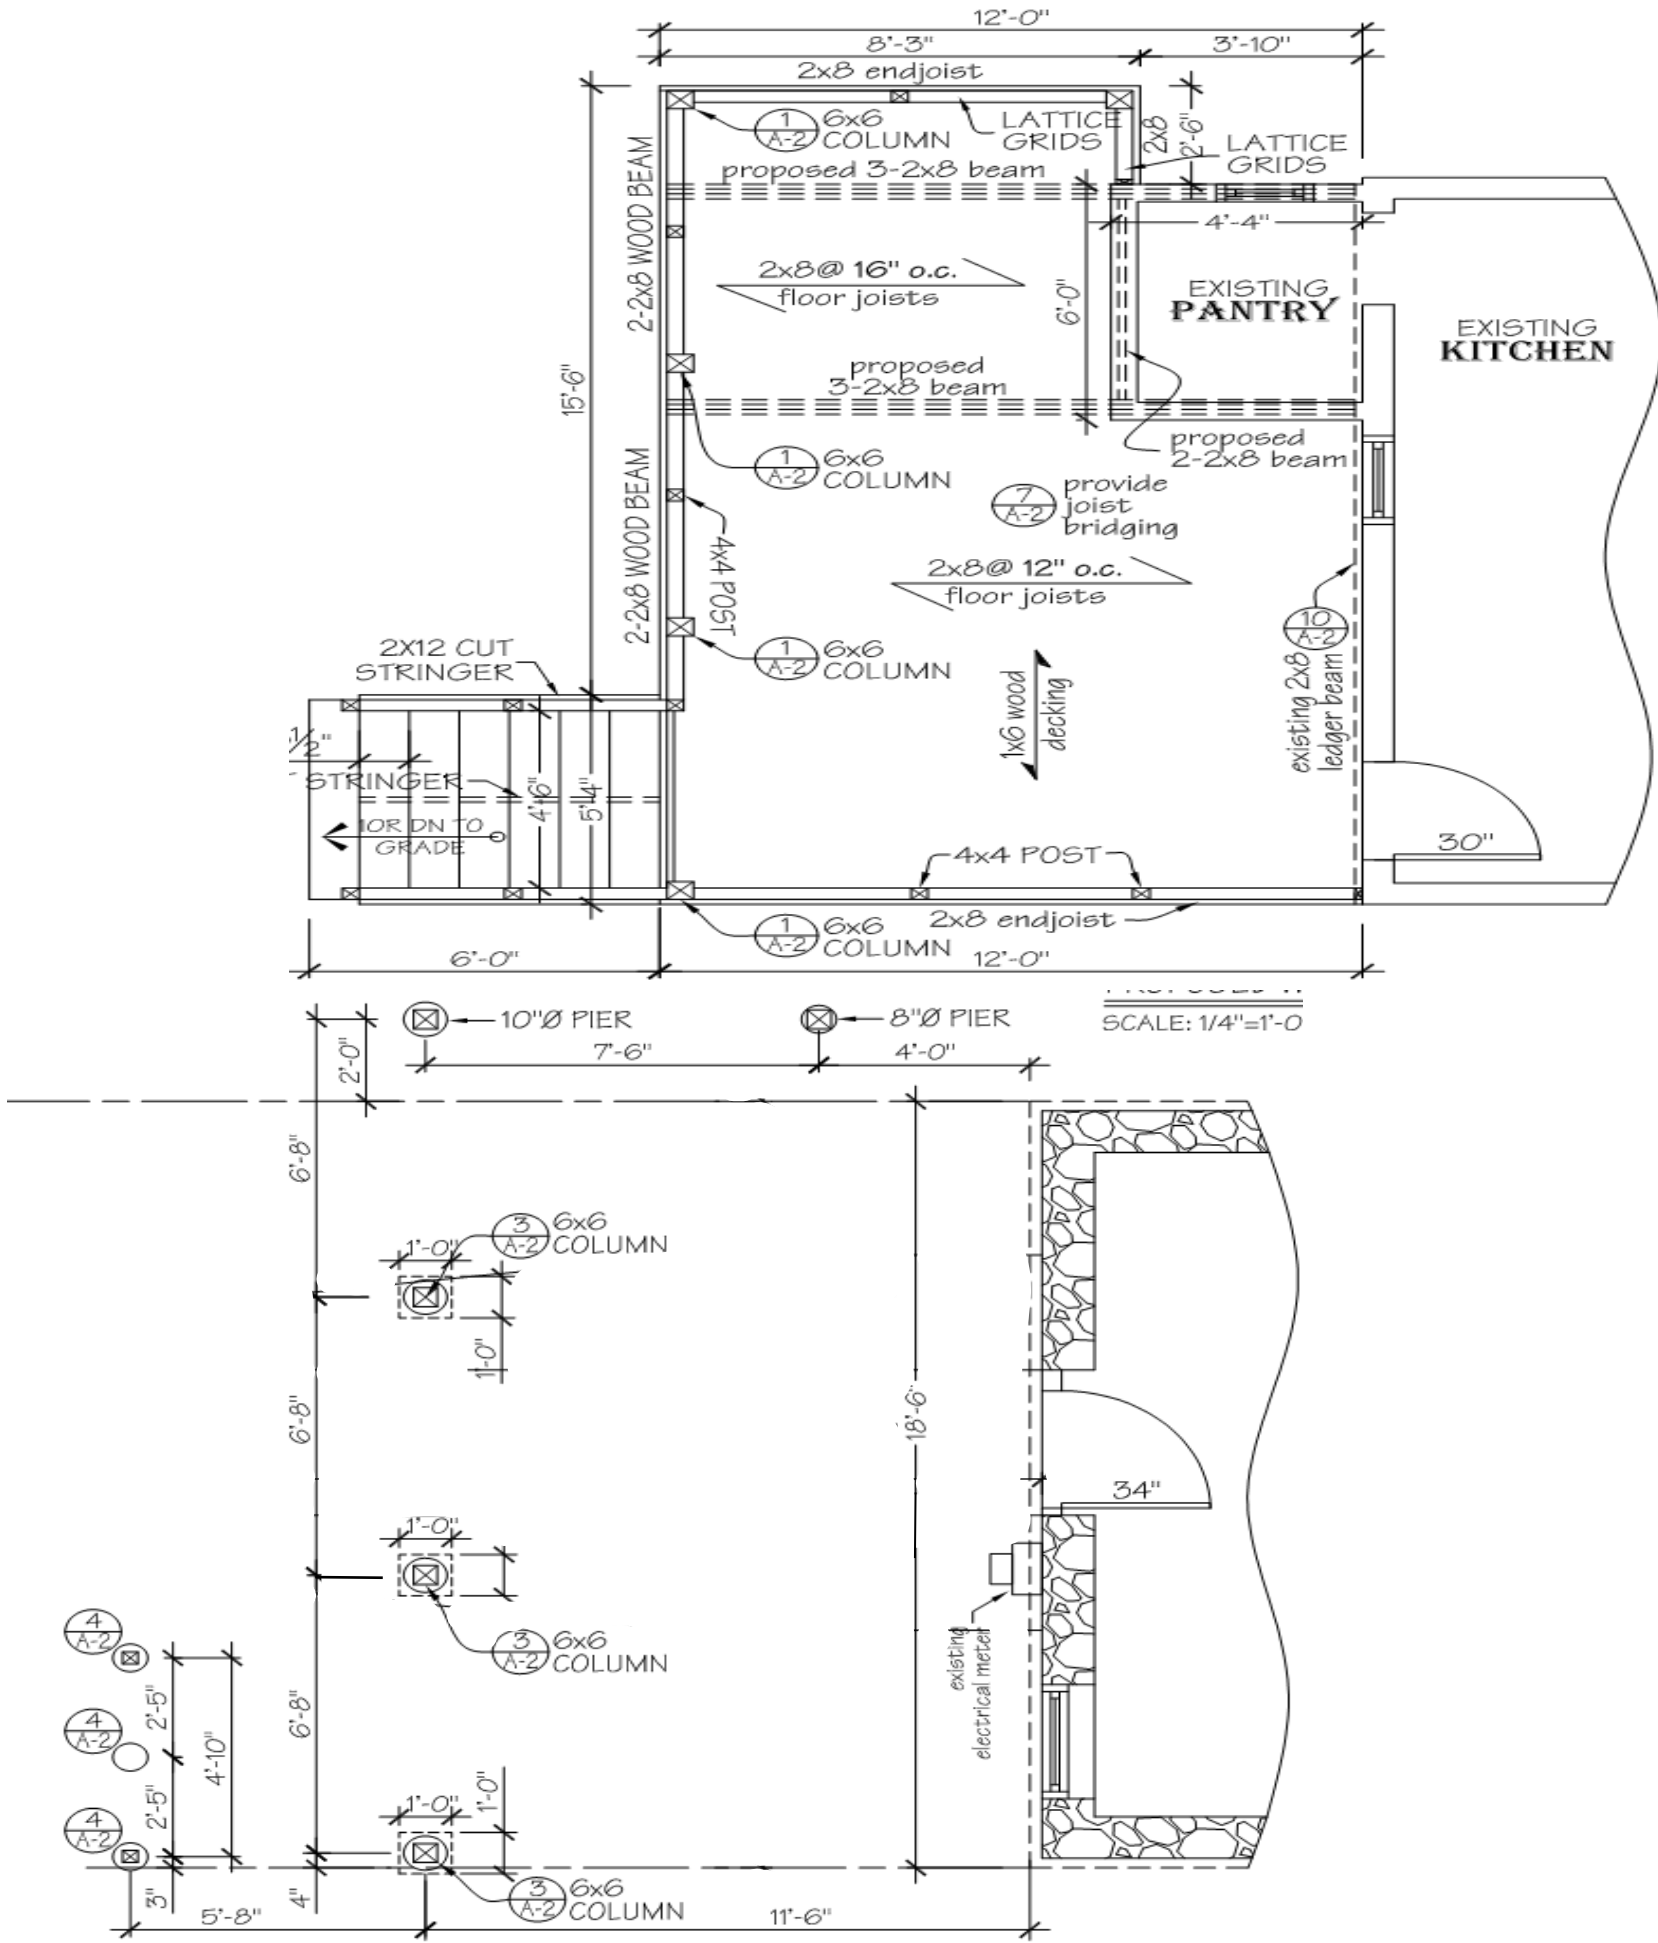 12'-0"
8'-3"
3'-10"
2x8 endjoist
1
A-2
6x6
COLUMN
LATTICE
GRIDS
2x8
2'-6"
LATTICE
GRIDS
proposed 3-2x8 beam
2-2x8 WOOD BEAM
4'-4"
2x8@ 16" o.c.
floor joists
6'-0"
EXISTING
PANTRY
EXISTING
KITCHEN
15'-6"
proposed
3-2x8 beam
proposed
2-2x8 beam
1
A-2
6x6
COLUMN
7
A-2
provide
joist
bridging
2-2x8 WOOD BEAM
4x4 POST
2x8@ 12" o.c.
floor joists
10
A-2
existing 2x8
ledger beam
1
A-2
6x6
COLUMN
2X12 CUT
STRINGER
1x6 wood
decking
1/2"
STRINGER
4'-6"
5'-4"
10R DN TO
GRADE
30"
4x4 POST
2x8 endjoist
1
A-2
6x6
COLUMN
6'-0"
12'-0"
10"Ø PIER
8"Ø PIER
SCALE: 1/4"=1'-0
2'-0"
7'-6"
4'-0"
6'-8"
3
A-2
6x6
COLUMN
1'-0"
1'-0"
6'-8"
18'-6"
34"
1'-0"
3
A-2
6x6
COLUMN
existing
electrical meter
4
A-2
4
A-2
4
A-2
2'-5"
2'-5"
4'-10"
6'-8"
1'-0"
1'-0"
3
A-2
6x6
COLUMN
3"
4"
5'-8"
11'-6"